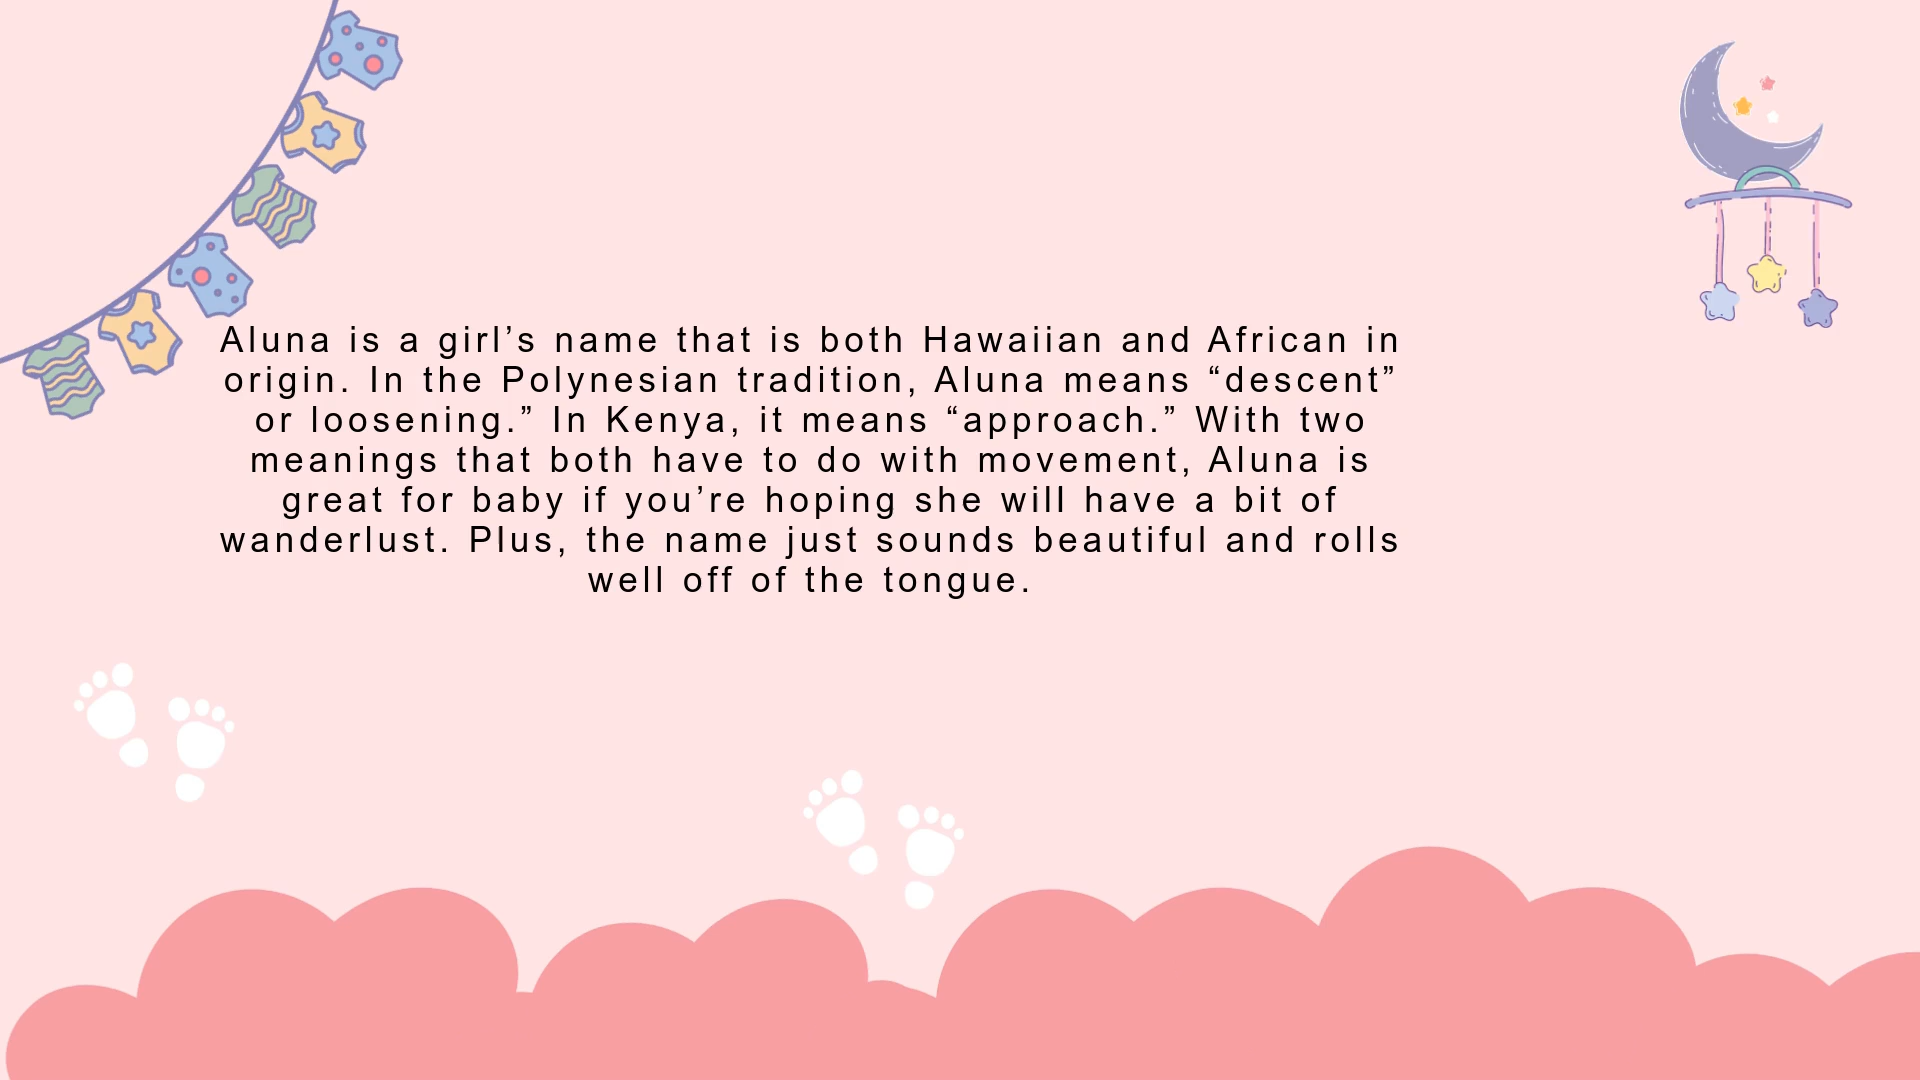 Aluna is a girl’s name that is both Hawaiian and African in
origin. In the Polynesian tradition, Aluna means “descent”
or loosening.” In Kenya, it means “approach.” With two
meanings that both have to do with movement, Aluna is
great for baby if you’re hoping she will have a bit of
wanderlust. Plus, the name just sounds beautiful and rolls
well off of the tongue.